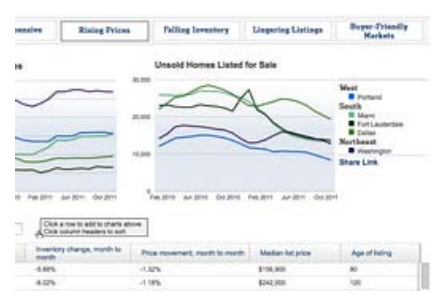 ensive Rising Prices Falling Inventory Lingering Listings Buyer-Friendly Markets
es Unsold Homes Listed for Sale
30,000
20,000
10,000
0
West
Portland
South
Miami
Fort Lauderdale
Dallas
Northeast
Washington
Share Link
10 Feb 2011 Jun 2011 Oct 2011 Feb 2010 Jun 2010 Oct 2010 Feb 2011 Jun 2011 Oct 2011
Click a row to add to charts above.
Click column headers to sort.
Inventory change, month to month Price movement, month to month Median list price Age of listing
-5.88% -1.32% $156,900 90
-8.02% -1.18% $242,000 120